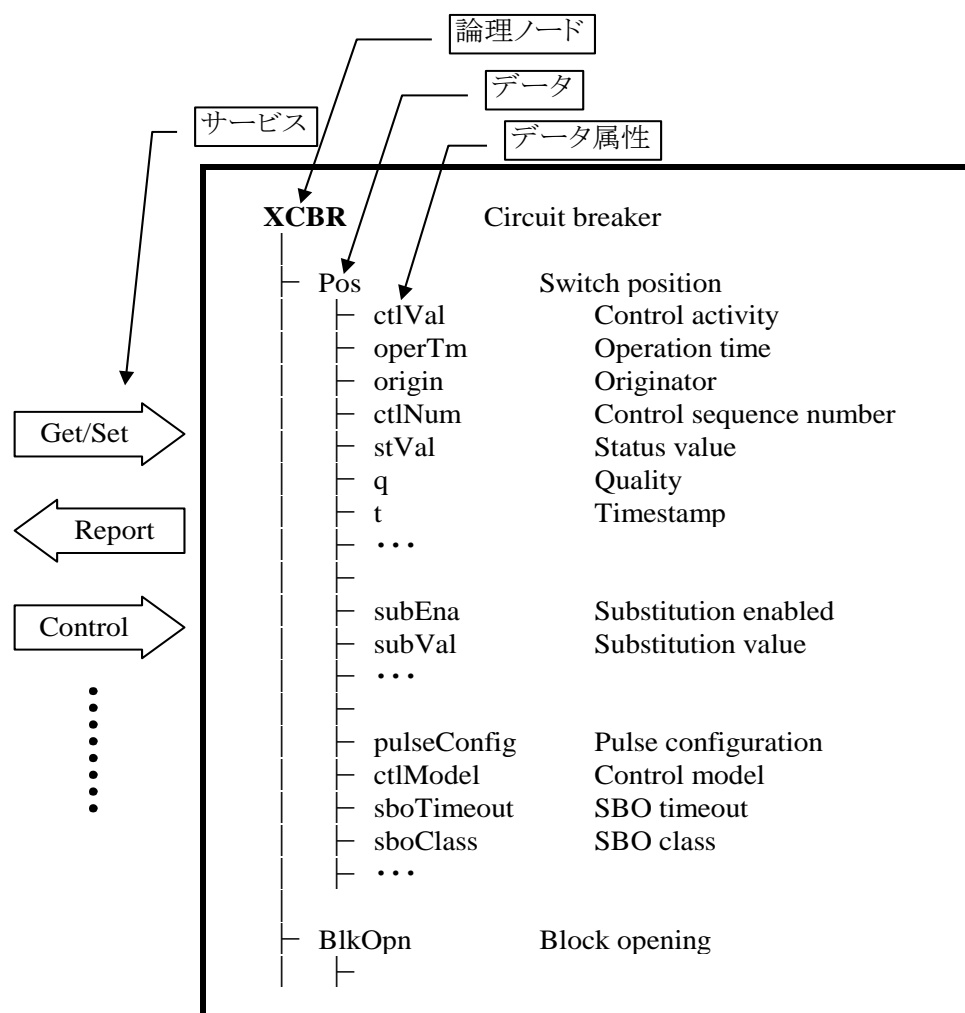 論理ノード
データ
サービス
データ属性
XCBR Circuit breaker
Pos Switch position
ctlVal Control activity
operTm Operation time
origin Originator
ctlNum Control sequence number
Get/Set
stVal Status value
q Quality
t Timestamp
Report
・・・
subEna Substitution enabled
Control
subVal Substitution value
・・・
pulseConfig Pulse configuration
ctlModel Control model
sboTimeout SBO timeout
sboClass SBO class
・・・
BlkOpn Block opening